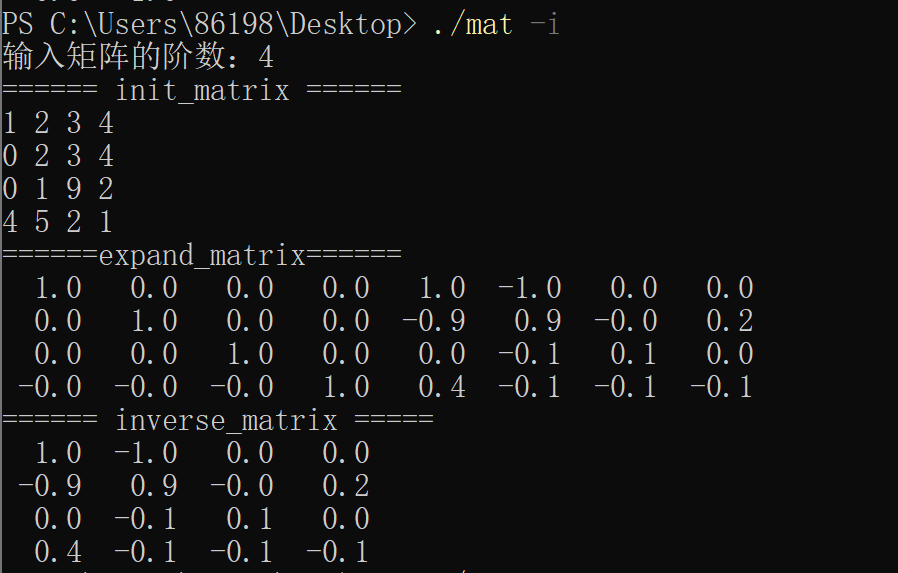 PS C:\Users\86198\Desktop> ./mat -i
输入矩阵的阶数：4
====== init_matrix ======
1 2 3 4
0 2 3 4
0 1 9 2
4 5 2 1
======expand_matrix======
1.0 0.0 0.0 0.0 1.0 -1.0 0.0 0.0
0.0 1.0 0.0 0.0 -0.9 0.9 -0.0 0.2
0.0 0.0 1.0 0.0 0.0 -0.1 0.1 0.0
-0.0 -0.0 -0.0 1.0 0.4 -0.1 -0.1 -0.1
====== inverse_matrix =====
1.0 -1.0 0.0 0.0
-0.9 0.9 -0.0 0.2
0.0 -0.1 0.1 0.0
0.4 -0.1 -0.1 -0.1